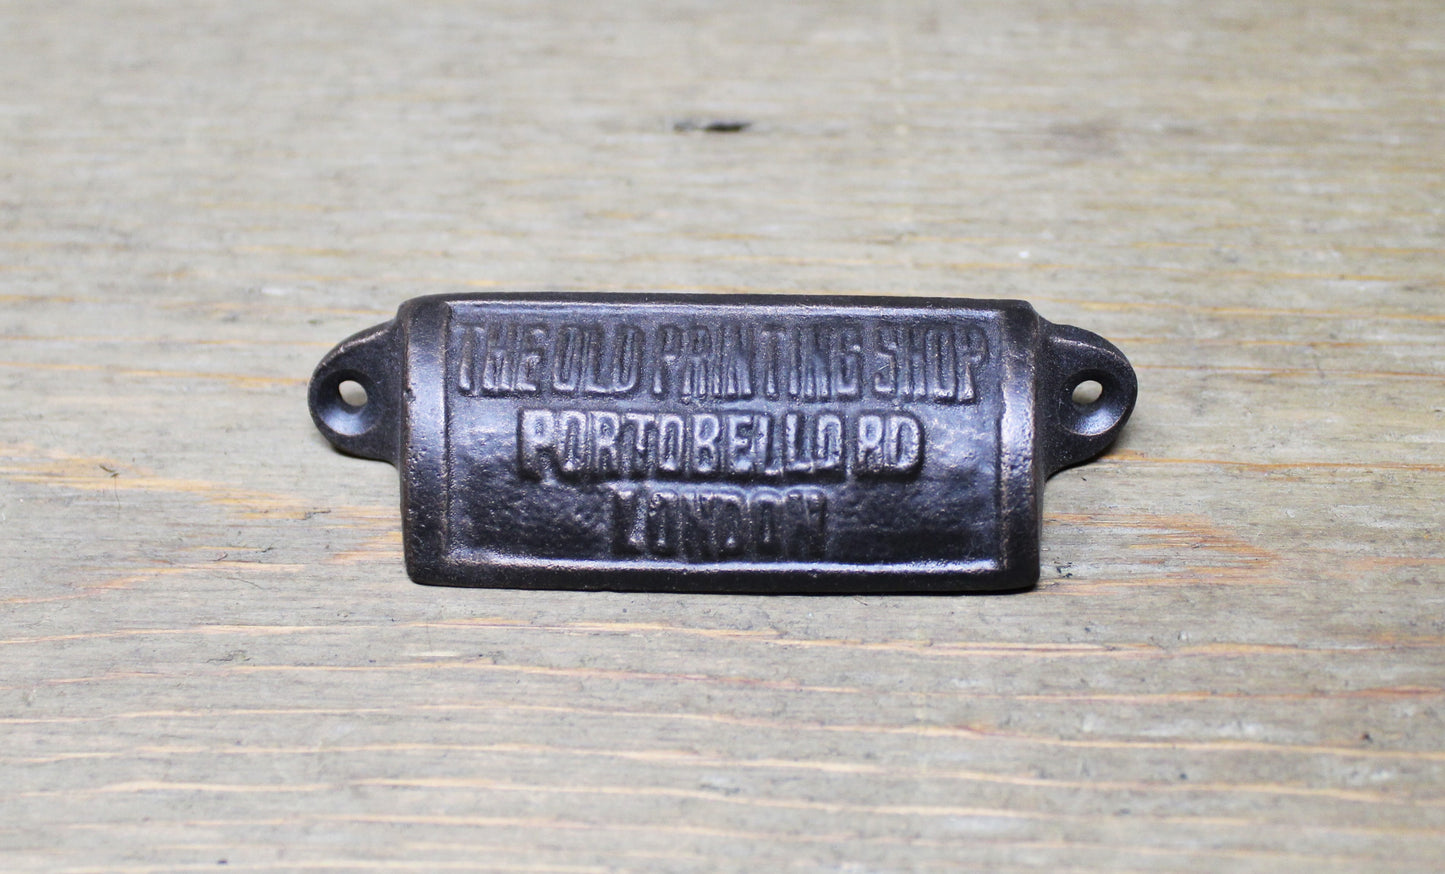 THE OLD PRINTING SHOP
PORTOBELLO RD
LONDON